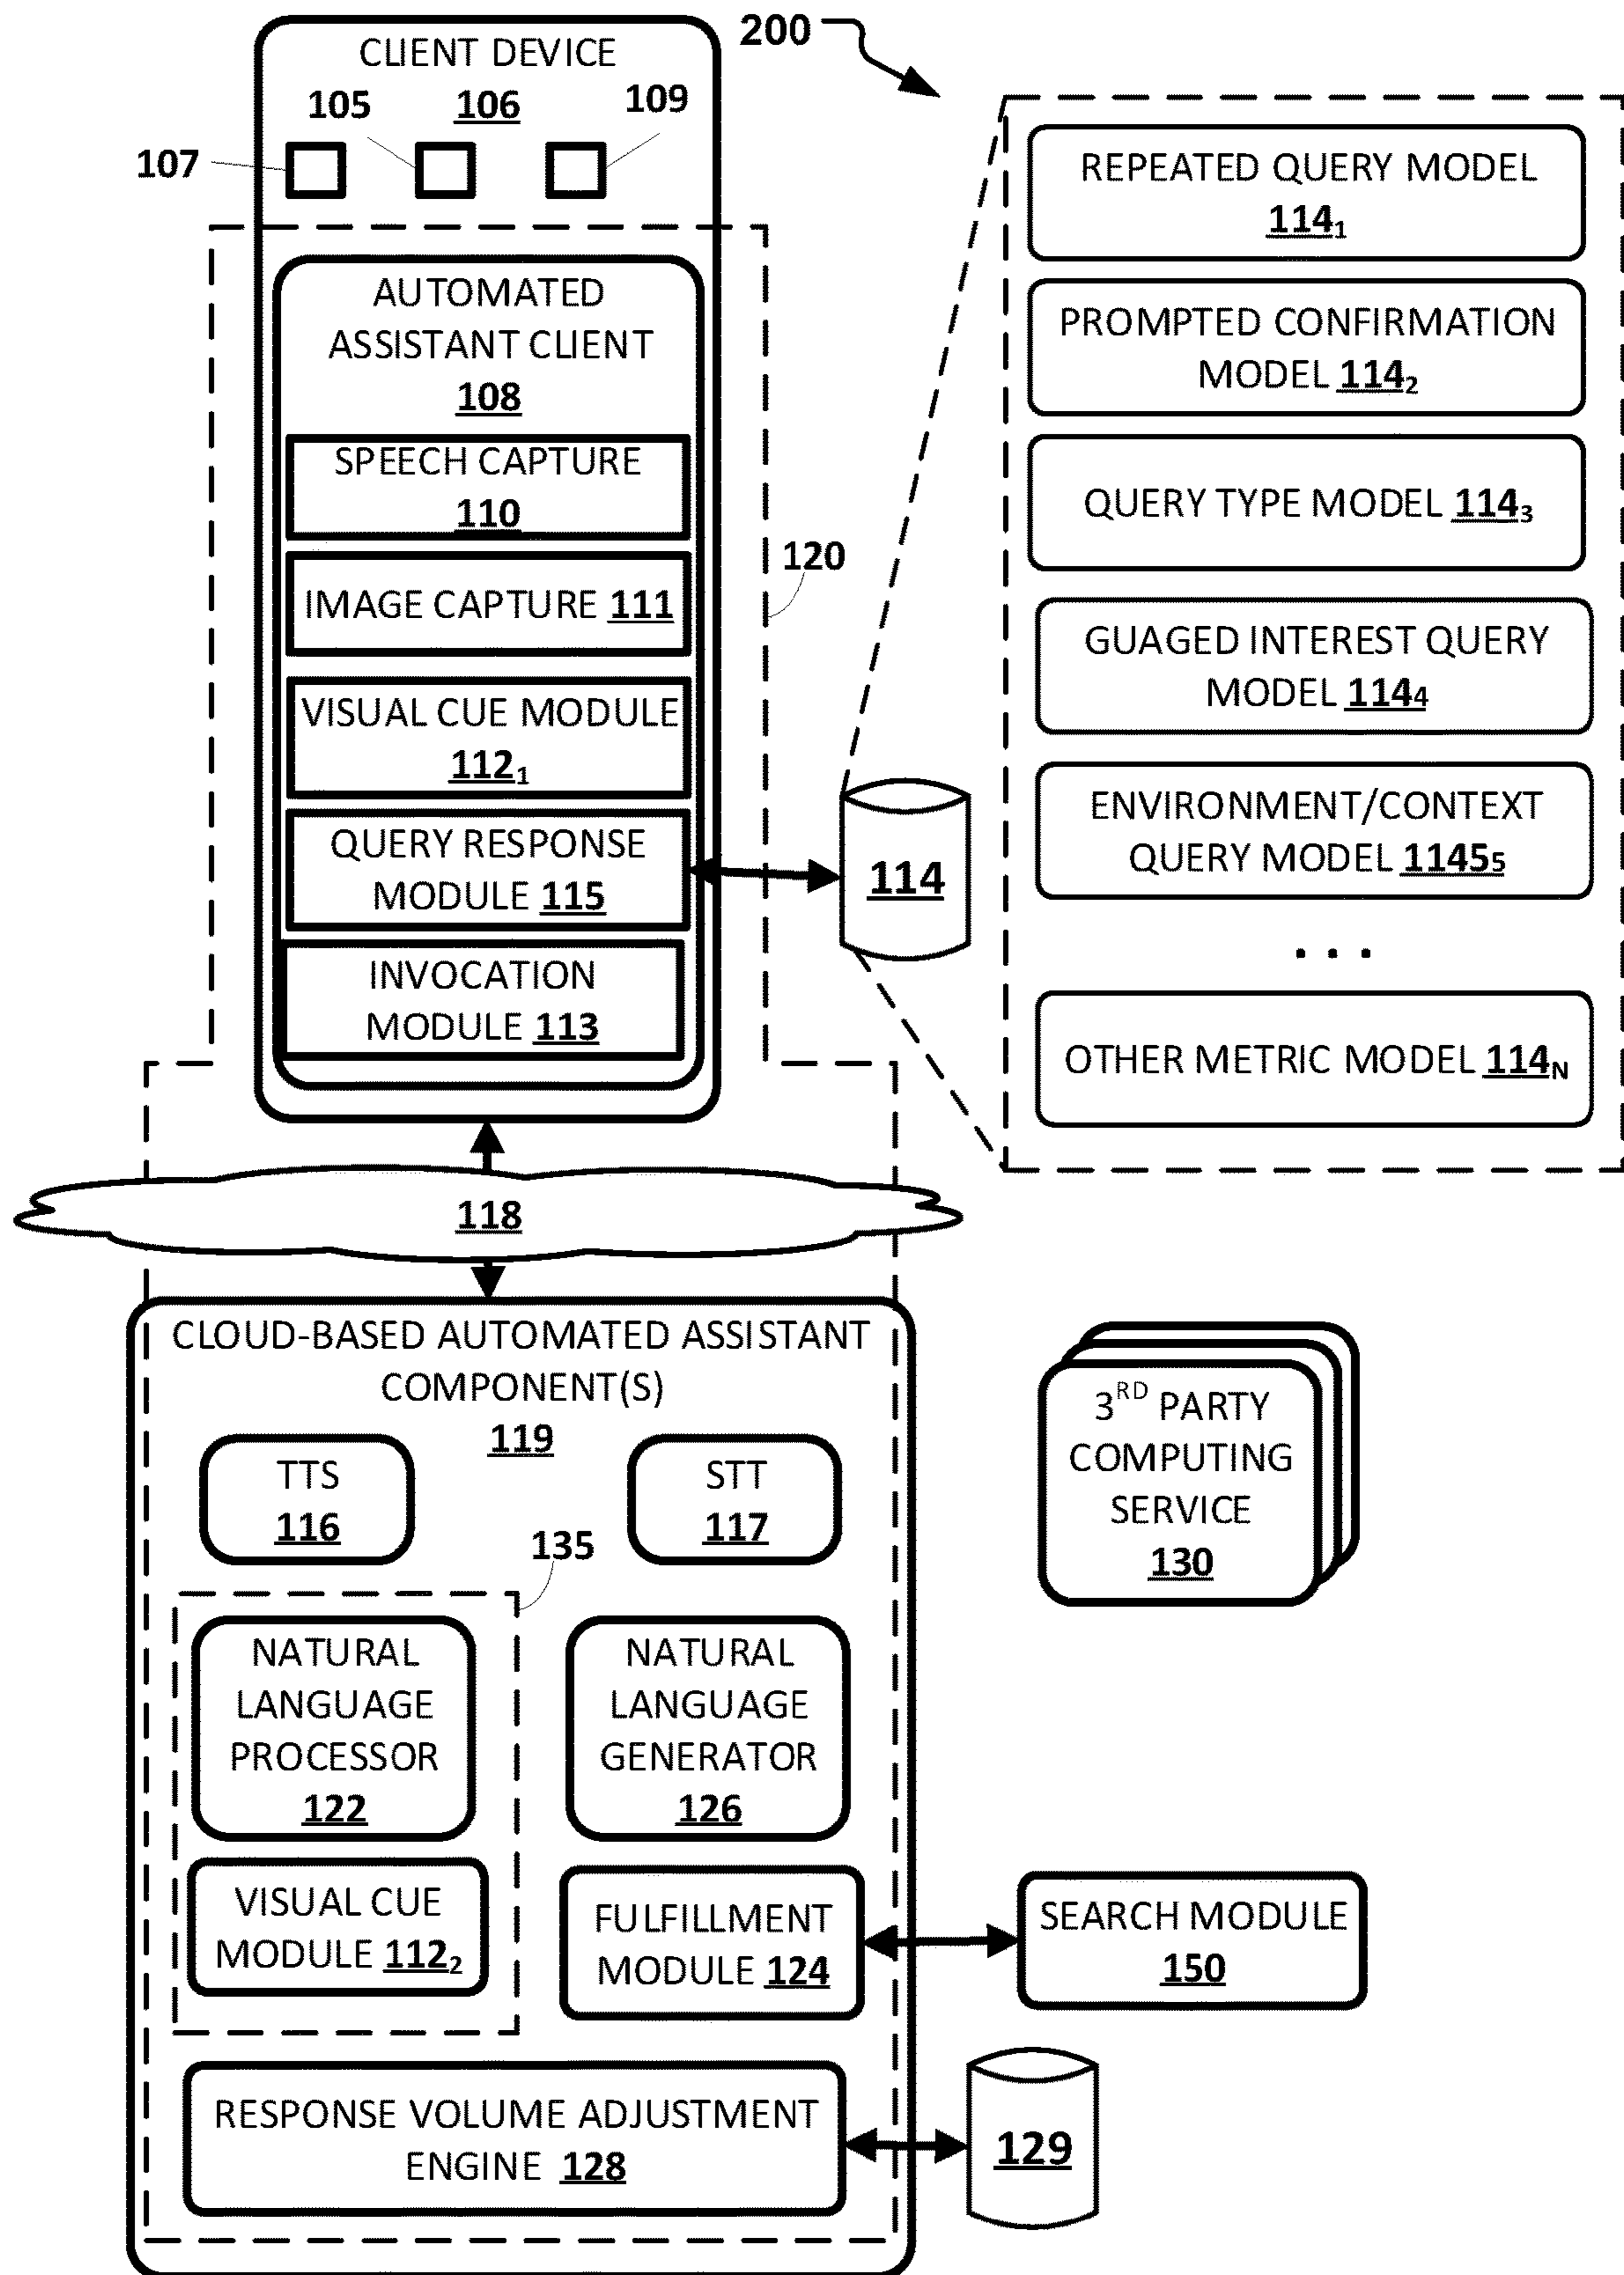 200
CLIENT DEVICE
105 106 109
107
AUTOMATED
ASSISTANT CLIENT
108
SPEECH CAPTURE
110
IMAGE CAPTURE 111
VISUAL CUE MODULE
112₁
QUERY RESPONSE
MODULE 115
INVOCATION
MODULE 113
120
114
REPEATED QUERY MODEL
114₁
PROMPTED CONFIRMATION
MODEL 114₂
QUERY TYPE MODEL 114₃
GUAGED INTEREST QUERY
MODEL 114₄
ENVIRONMENT/CONTEXT
QUERY MODEL 1145₅
. . .
OTHER METRIC MODEL 114N
118
CLOUD-BASED AUTOMATED ASSISTANT
COMPONENT(S)
119
TTS
116
STT
117
135
NATURAL
LANGUAGE
PROCESSOR
122
NATURAL
LANGUAGE
GENERATOR
126
VISUAL CUE
MODULE 112₂
FULFILLMENT
MODULE 124
RESPONSE VOLUME ADJUSTMENT
ENGINE 128
3RD PARTY
COMPUTING
SERVICE
130
SEARCH MODULE
150
129